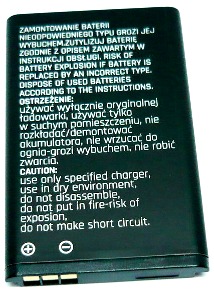 ZAMONTOWANIE BATERII
NIEODPOWIEDNIEGO TYPU GROZI JEJ
WYBUCHEM.ZUTYLIZUJ BATERIĘ
ZGODNIE Z OPISEM ZAWARTYM W
INSTRUKCJI OBSŁUGI. RISK OF
BATTERY EXPLOSION IF BATTERY IS
REPLACED BY AN INCORRECT TYPE.
DISPOSE OF USED BATTERIES
ACCORDING TO THE INSTRUCTIONS.
OSTRZEŻENIE:
używać wyłącznie oryginalnej
ładowarki, używać tylko
w suchym pomieszczeniu, nie
rozkładać/demontować
akumulatora, nie wrzucać do
ognia-grozi wybuchem, nie robić
zwarcia.
CAUTION:
use only specified charger,
use in dry environment,
do not disassemble,
do not put in fire-risk of
exposion,
do not make short circuit.
+ -